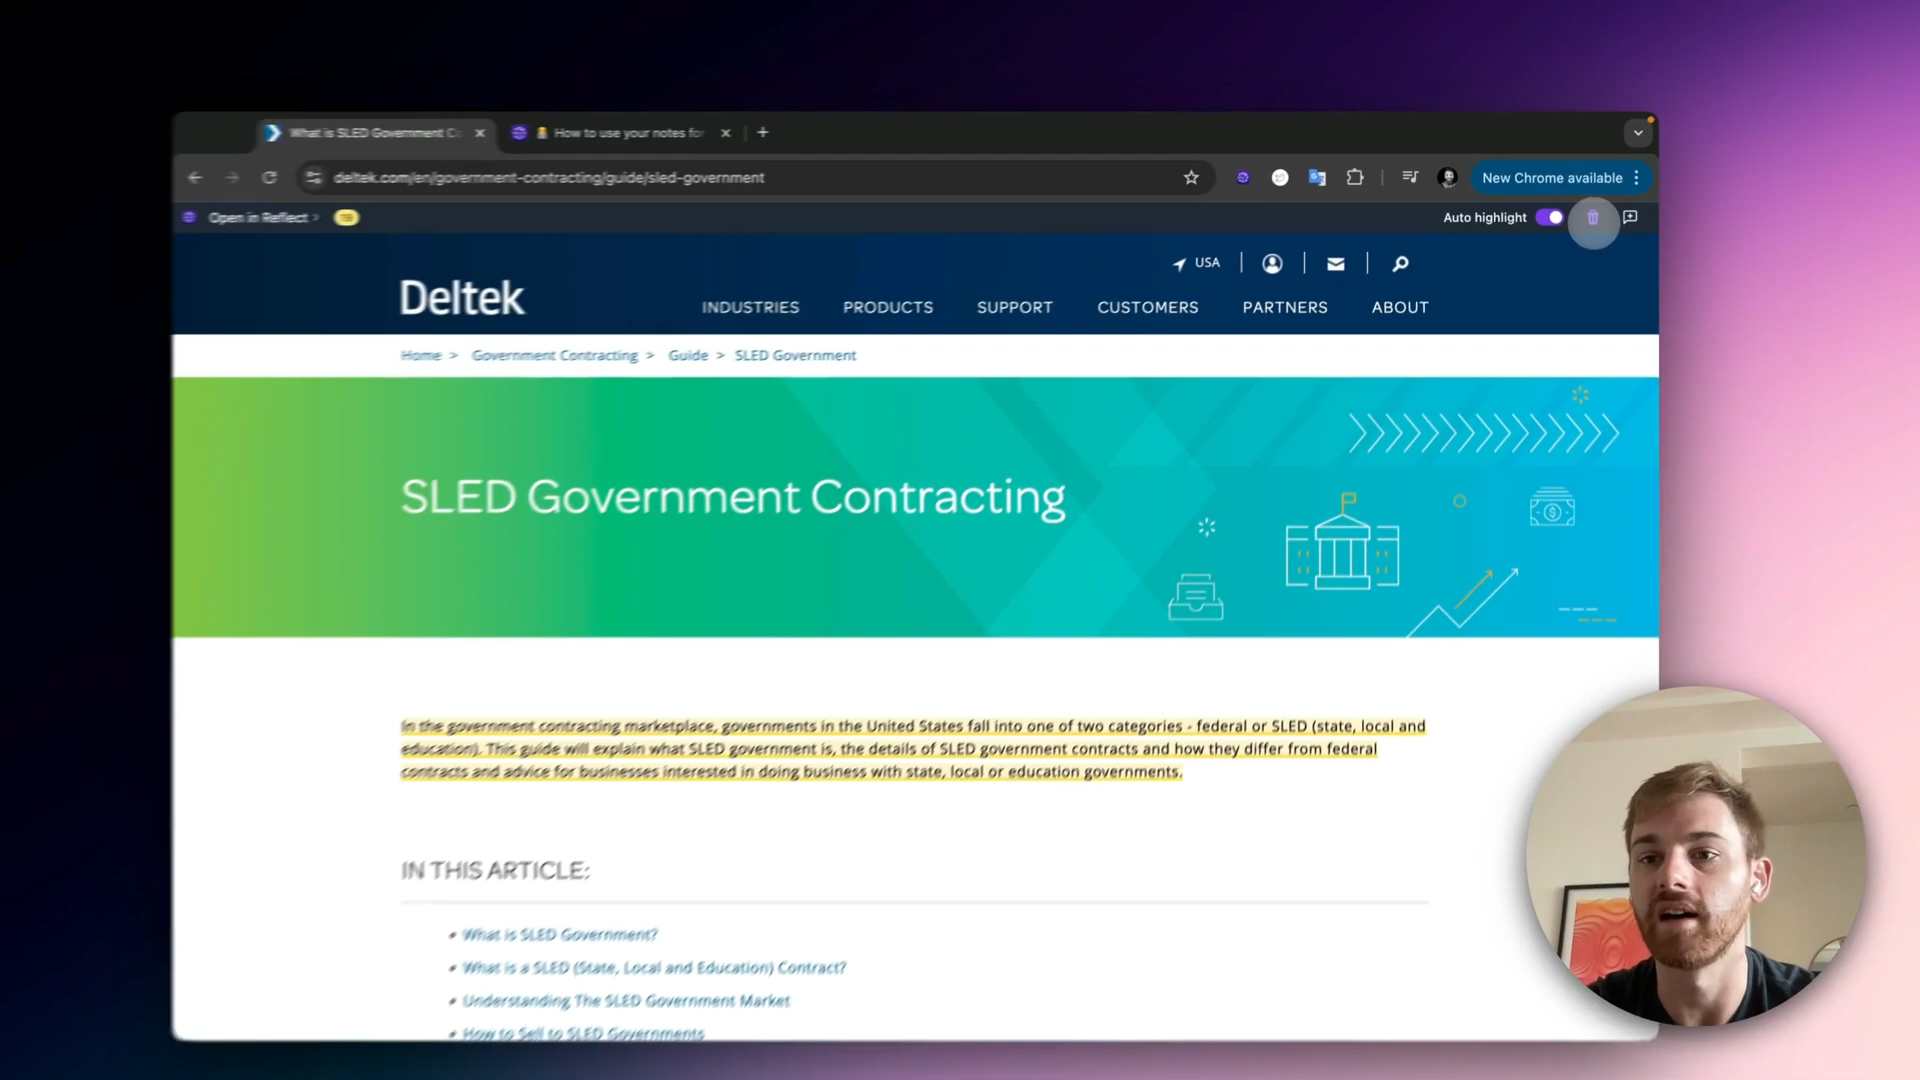 What is SLED Government C
How to use your notes for
deltek.com/en/government-contracting/guide/sled-government
New Chrome available
Open in Reflect >
Auto highlight
USA
Deltek
INDUSTRIES PRODUCTS SUPPORT CUSTOMERS PARTNERS ABOUT
Home > Government Contracting > Guide > SLED Government
SLED Government Contracting
In the government contracting marketplace, governments in the United States fall into one of two categories - federal or SLED (state, local and
education). This guide will explain what SLED government is, the details of SLED government contracts and how they differ from federal
contracts and advice for businesses interested in doing business with state, local or education governments.
IN THIS ARTICLE:
What is SLED Government?
What is a SLED (State, Local and Education) Contract?
Understanding The SLED Government Market
How to Sell to SLED Governments